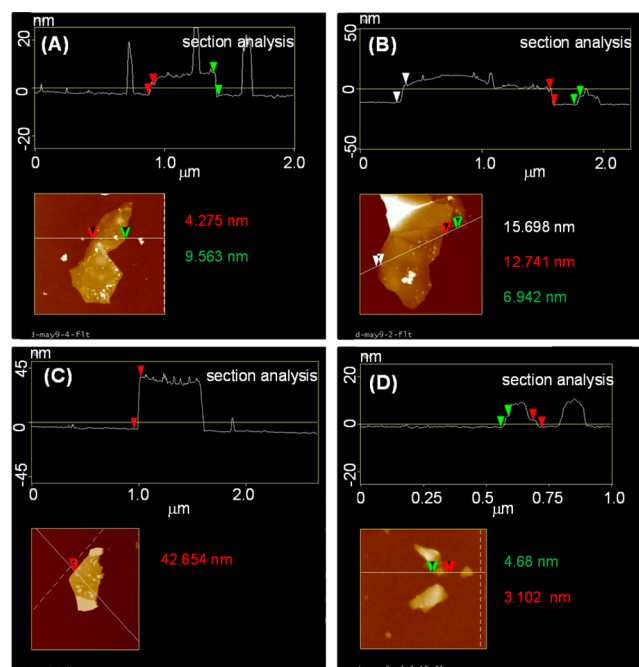 nm
(A)
section analysis
20
0
-20
0
1.0
2.0
μm
4.275 nm
9.563 nm
i-may9-4-flt
nm
(B)
section analysis
50
0
-50
0
1.0
2.0
μm
15.698 nm
12.741 nm
6.942 nm
d-may9-2-flt
nm
(C)
section analysis
45
0
-45
0
1.0
2.0
μm
42.654 nm
nm
(D)
section analysis
20
0
-20
0
0.25
0.5
0.75
1.0
μm
4.68 nm
3.102 nm